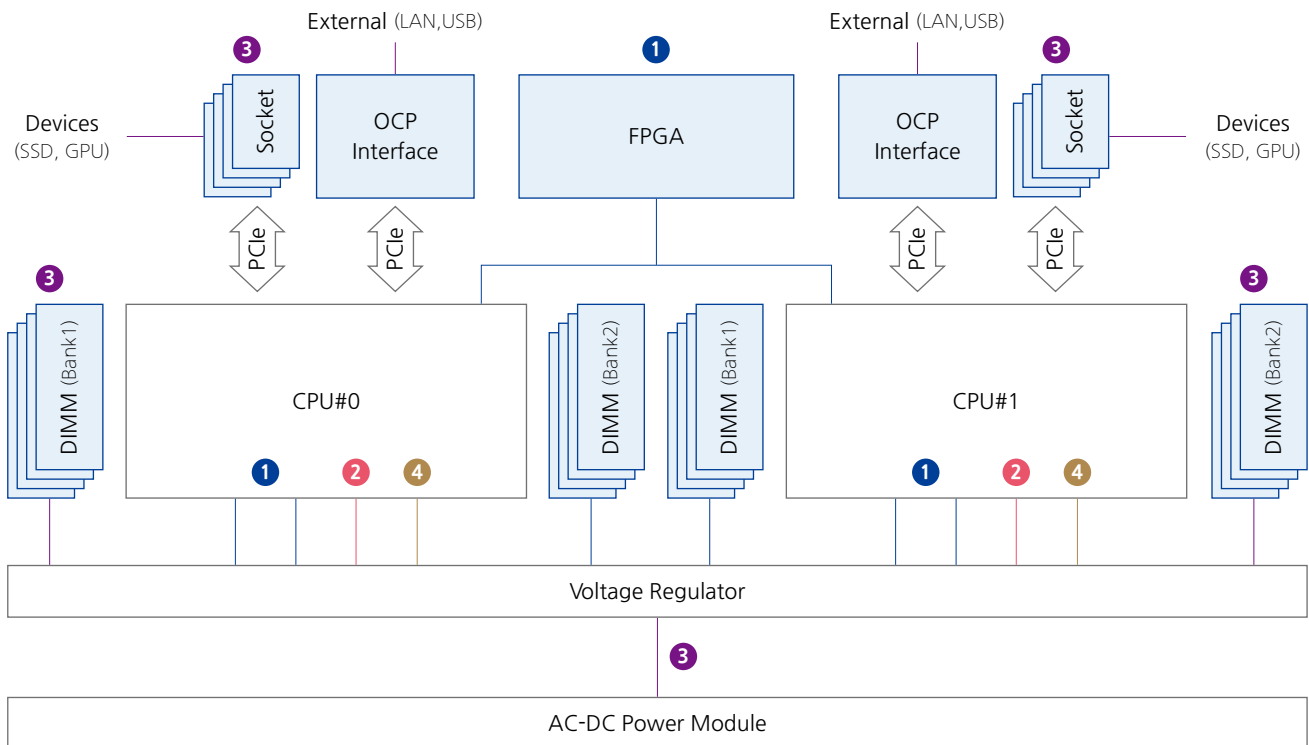 External (LAN,USB)
External (LAN,USB)
3
1
3
Devices
(SSD, GPU)
Socket
OCP
Interface
FPGA
OCP
Interface
Socket
Devices
(SSD, GPU)
PCIe
PCIe
PCIe
PCIe
3
3
DIMM (Bank1)
CPU#0
DIMM (Bank2)
DIMM (Bank1)
CPU#1
DIMM (Bank2)
1
2
4
1
2
4
Voltage Regulator
3
AC-DC Power Module